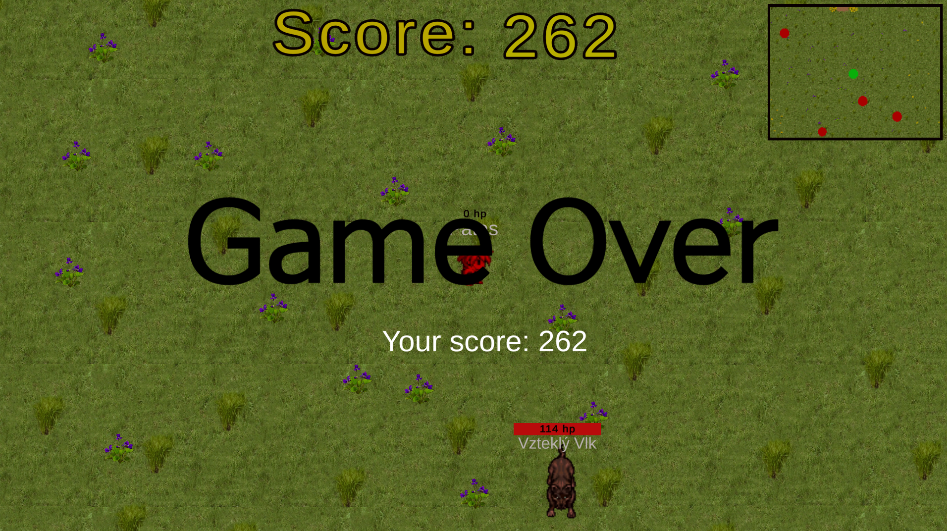 Score: 262
0 hp
Game Over
Your score: 262
114 hp
Vzteklý Vlk